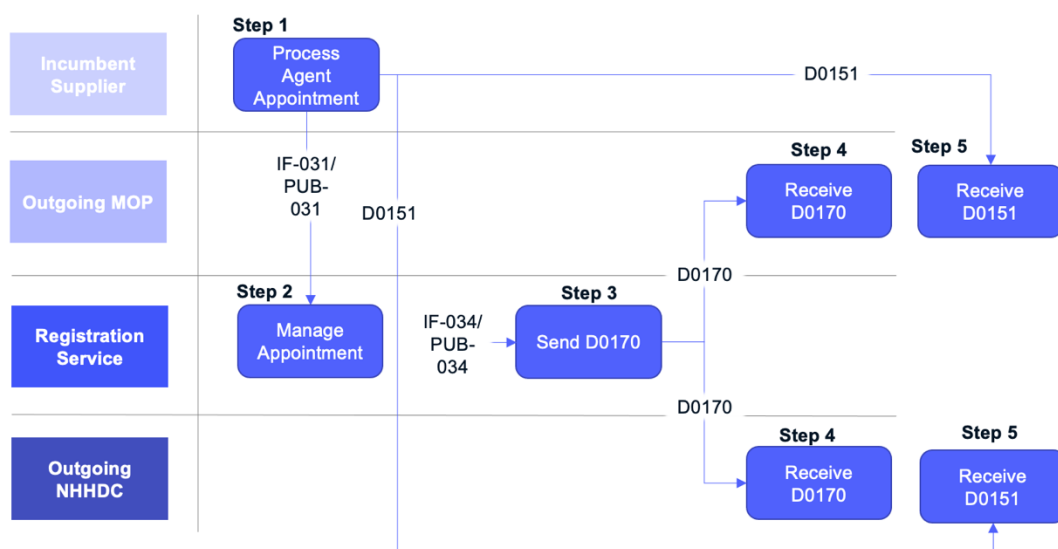 Step 1
Incumbent
Supplier
Process
Agent
Appointment
D0151
IF-031/
PUB-
031
D0151
Outgoing MOP
Step 4
Receive
D0170
Step 5
Receive
D0151
D0170
Step 2
Registration
Service
Manage
Appointment
IF-034/
PUB-
034
Step 3
Send D0170
D0170
Outgoing
NHHDC
Step 4
Receive
D0170
Step 5
Receive
D0151